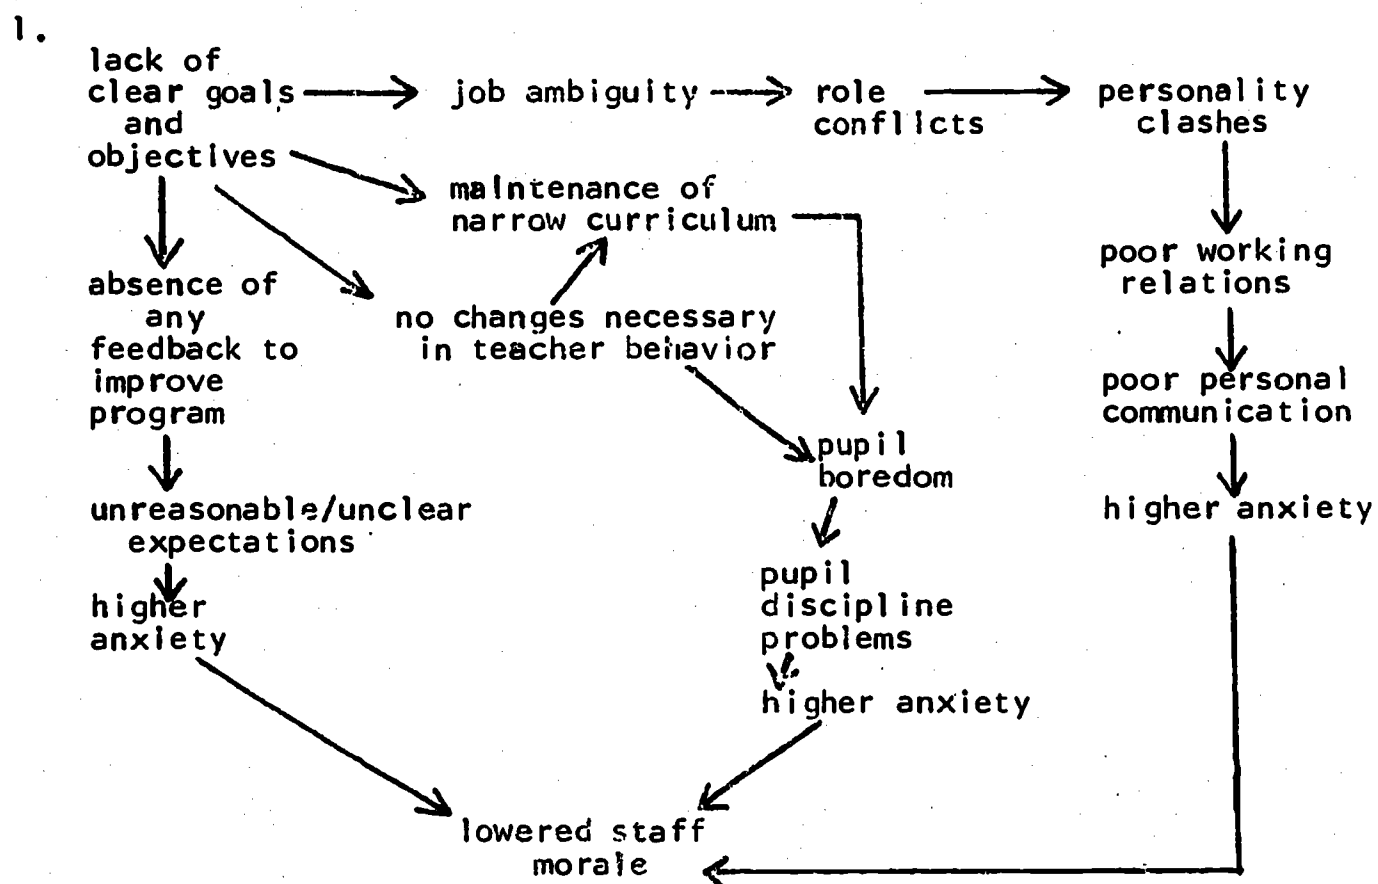 1.
lack of
clear goals
and
objectives
job ambiguity
role
conflicts
personality
clashes
maintenance of
narrow curriculum
poor working
relations
absence of
any
feedback to
improve
program
no changes necessary
in teacher behavior
poor personal
communication
pupil
boredom
unreasonable/unclear
expectations
higher anxiety
higher
anxiety
pupil
discipline
problems
higher anxiety
lowered staff
morale